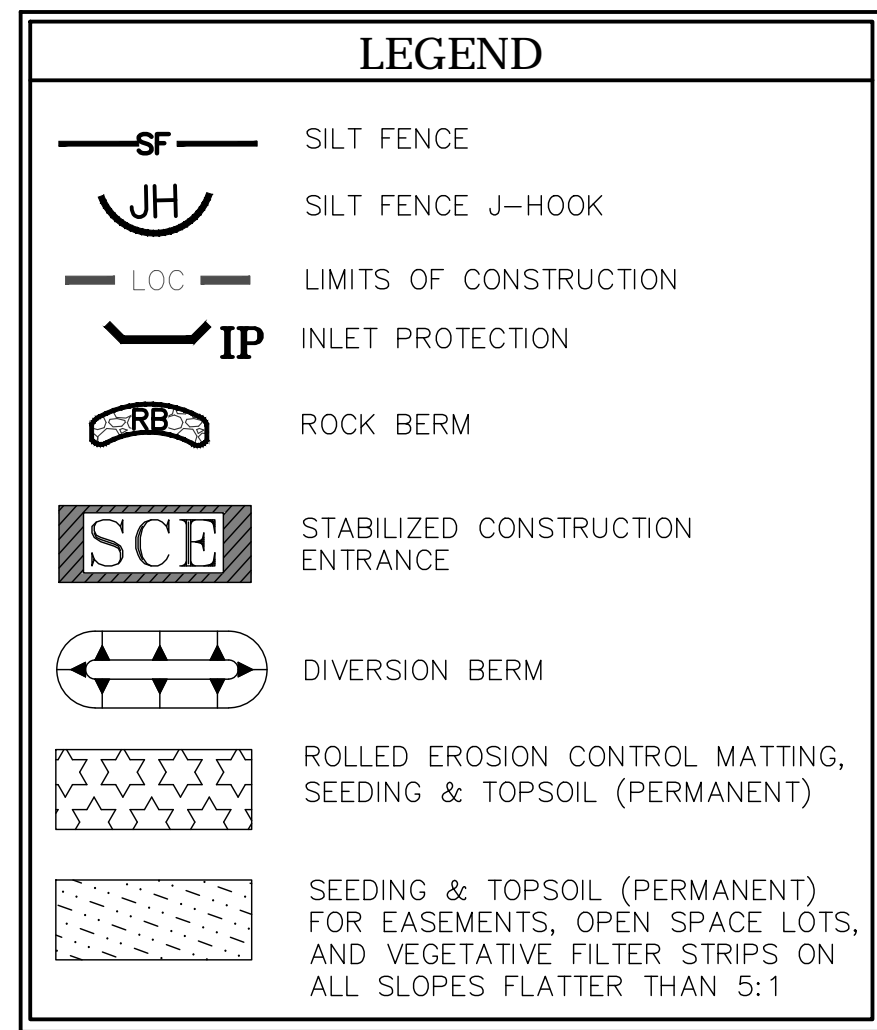 LEGEND
SF SILT FENCE
JH SILT FENCE J-HOOK
LOC LIMITS OF CONSTRUCTION
IP INLET PROTECTION
RB ROCK BERM
SCE STABILIZED CONSTRUCTION
ENTRANCE
DIVERSION BERM
ROLLED EROSION CONTROL MATTING,
SEEDING & TOPSOIL (PERMANENT)
SEEDING & TOPSOIL (PERMANENT)
FOR EASEMENTS, OPEN SPACE LOTS,
AND VEGETATIVE FILTER STRIPS ON
ALL SLOPES FLATTER THAN 5:1